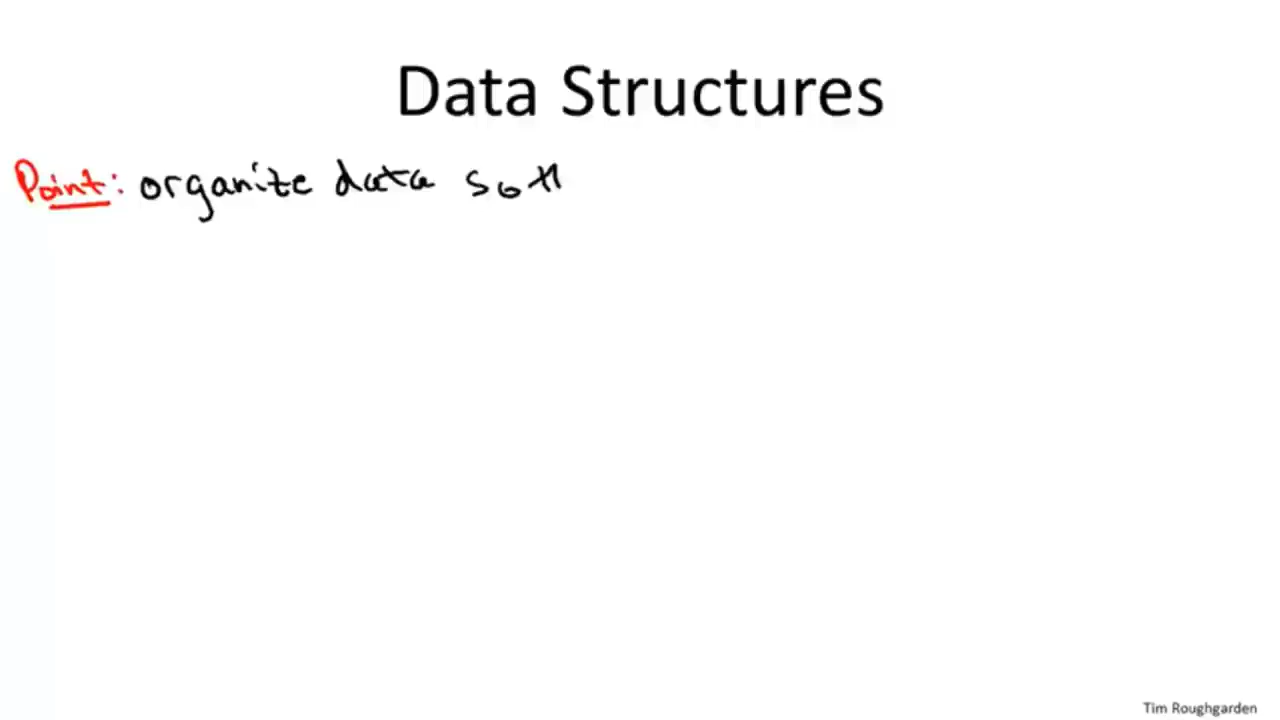 Data Structures
Point: organize data so th
Tim Roughgarden